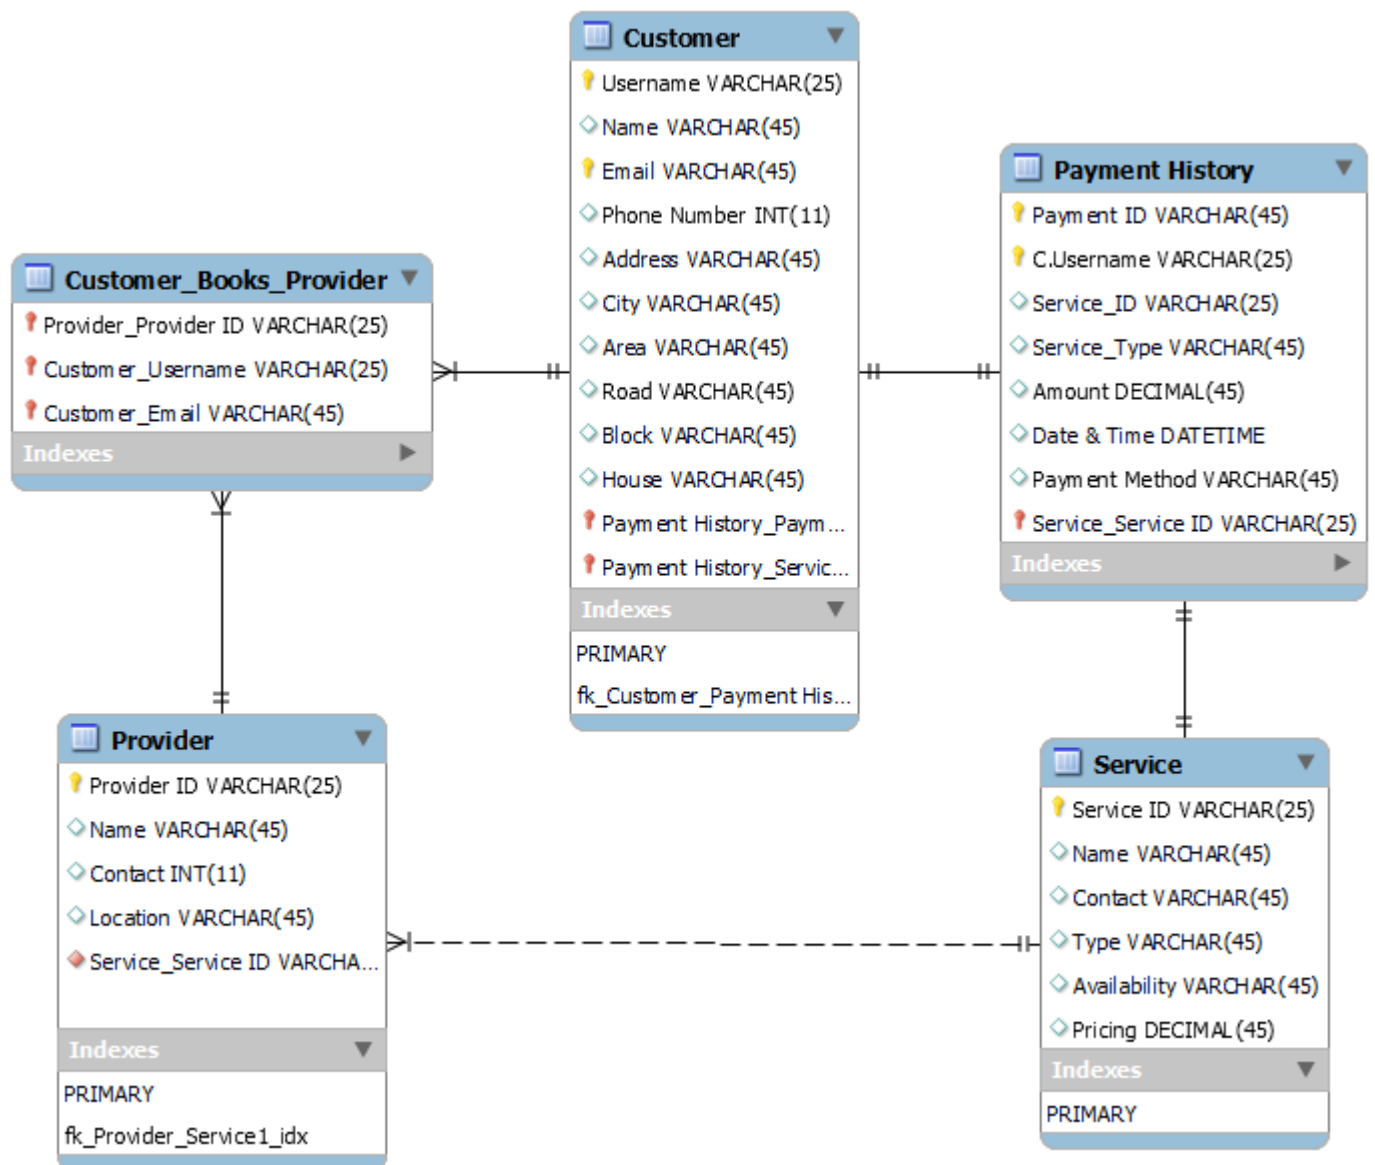 Customer
Username VARCHAR(25)
Name VARCHAR(45)
Email VARCHAR(45)
Phone Number INT(11)
Address VARCHAR(45)
City VARCHAR(45)
Area VARCHAR(45)
Road VARCHAR(45)
Block VARCHAR(45)
House VARCHAR(45)
Payment History_Paym...
Payment History_Servic...
Indexes
PRIMARY
fk_Customer_Payment His...
Payment History
Payment ID VARCHAR(45)
C.Username VARCHAR(25)
Service_ID VARCHAR(25)
Service_Type VARCHAR(45)
Amount DECIMAL(45)
Date & Time DATETIME
Payment Method VARCHAR(45)
Service_Service ID VARCHAR(25)
Indexes
Customer_Books_Provider
Provider_Provider ID VARCHAR(25)
Customer_Username VARCHAR(25)
Customer_Email VARCHAR(45)
Indexes
Provider
Provider ID VARCHAR(25)
Name VARCHAR(45)
Contact INT(11)
Location VARCHAR(45)
Service_Service ID VARCHA...
Indexes
PRIMARY
fk_Provider_Service1_idx
Service
Service ID VARCHAR(25)
Name VARCHAR(45)
Contact VARCHAR(45)
Type VARCHAR(45)
Availability VARCHAR(45)
Pricing DECIMAL(45)
Indexes
PRIMARY